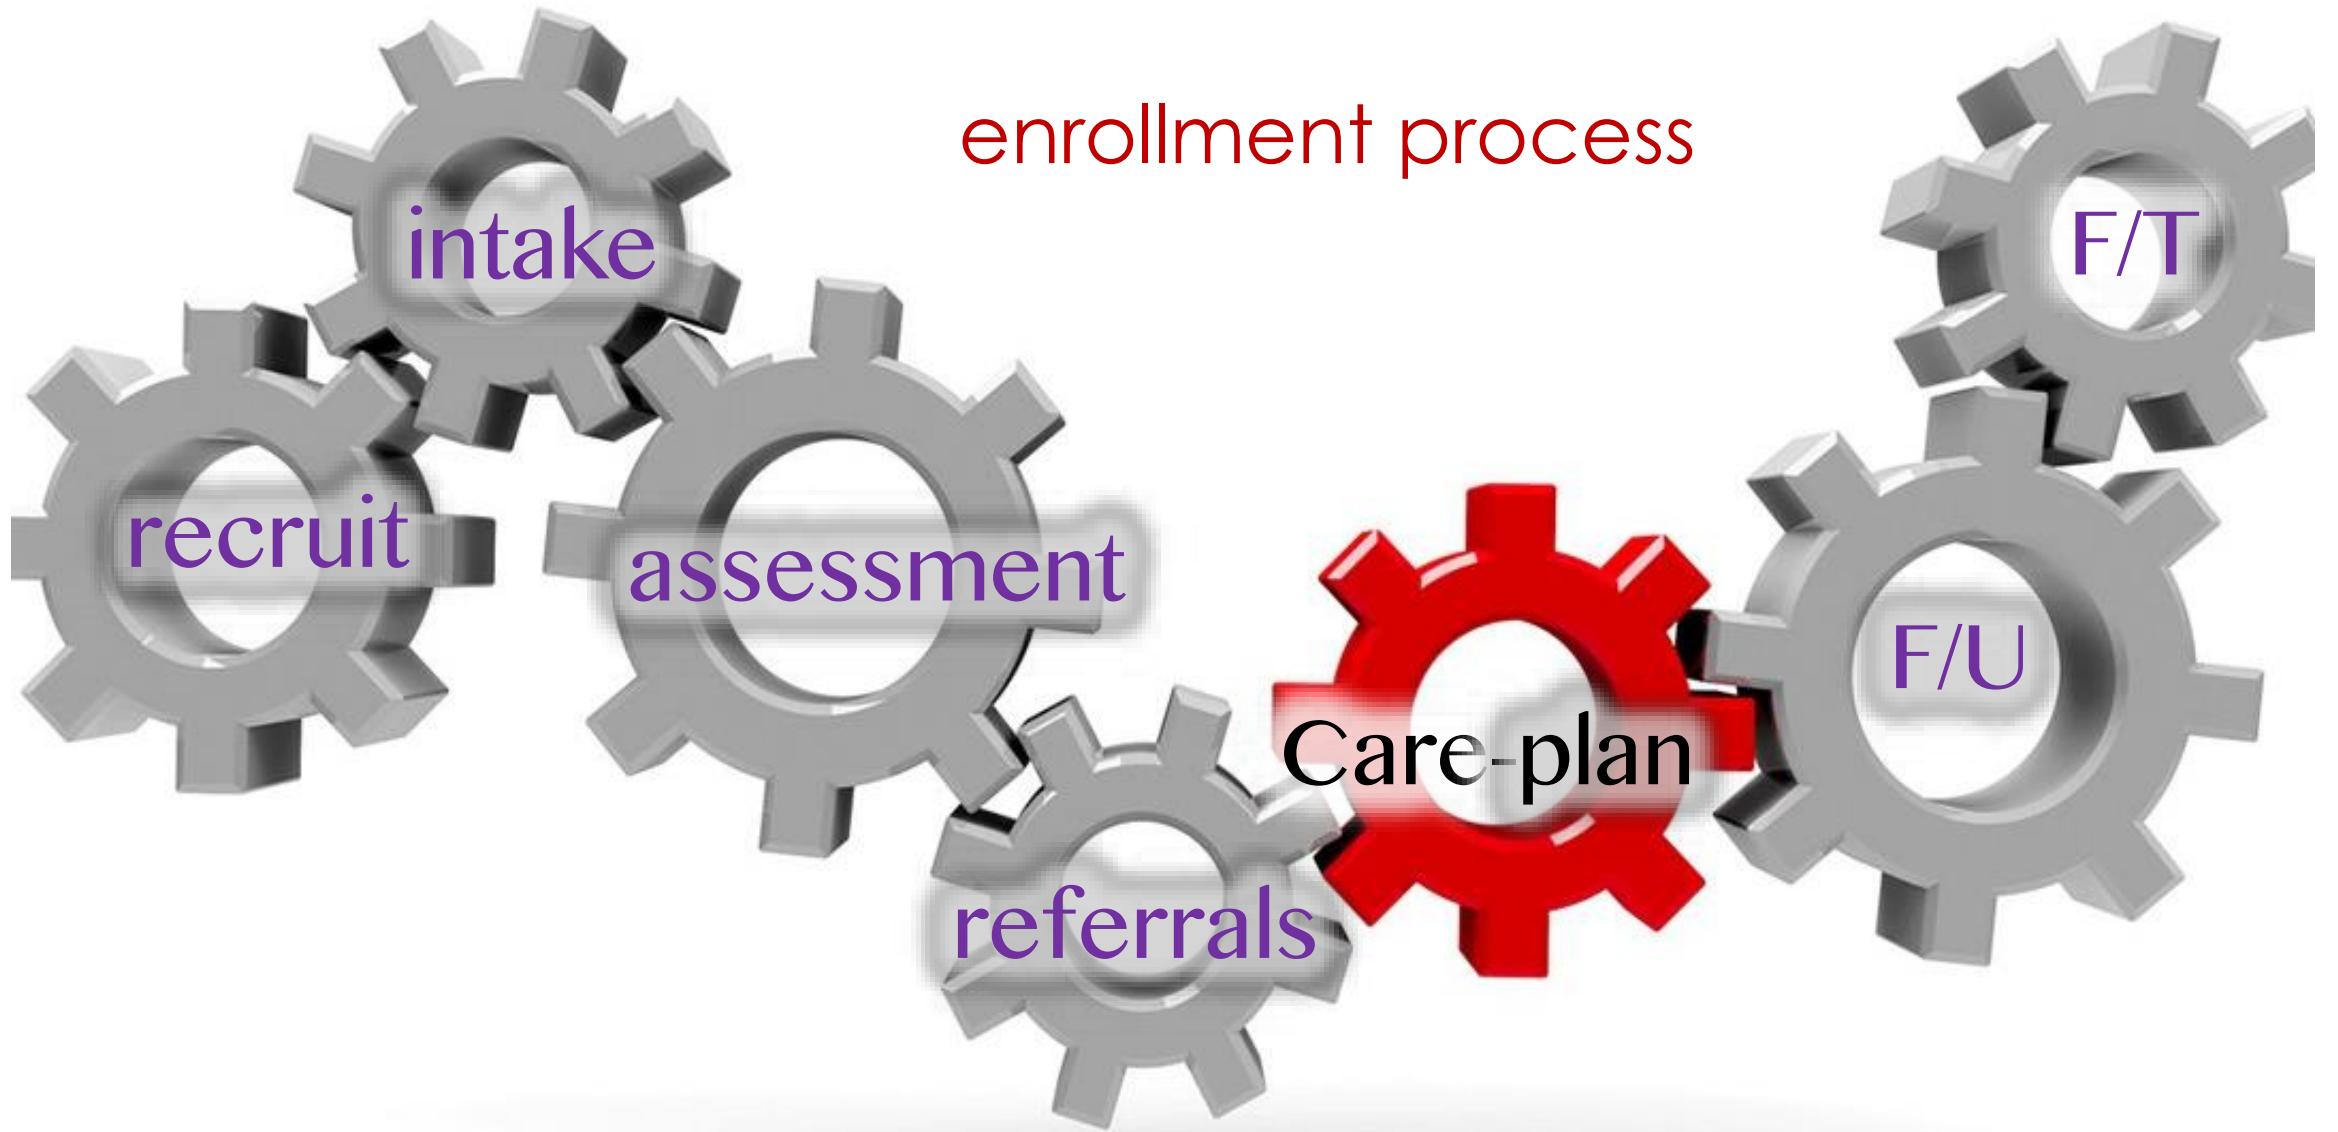 enrollment process
recruit
intake
assessment
referrals
Care-plan
F/U
F/T